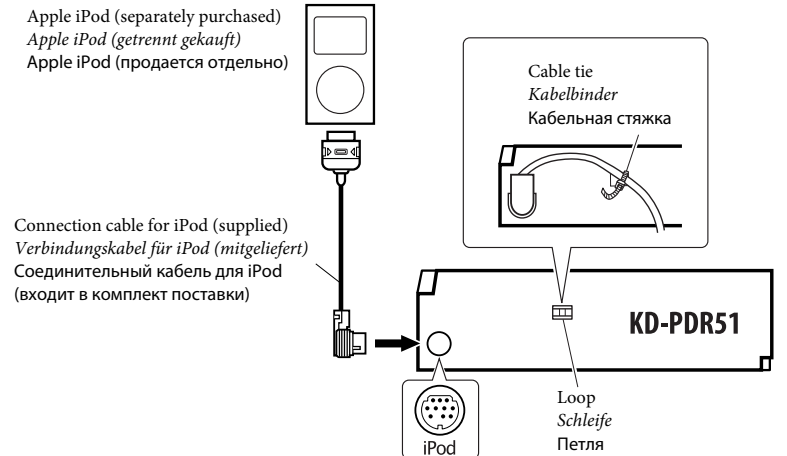 Apple iPod (separately purchased)
Apple iPod (getrennt gekauft)
Apple iPod (продается отдельно)
Cable tie
Kabelbinder
Кабельная стяжка
Connection cable for iPod (supplied)
Verbindungskabel für iPod (mitgeliefert)
Соединительный кабель для iPod
(входит в комплект поставки)
KD-PDR51
Loop
Schleife
Петля
iPod